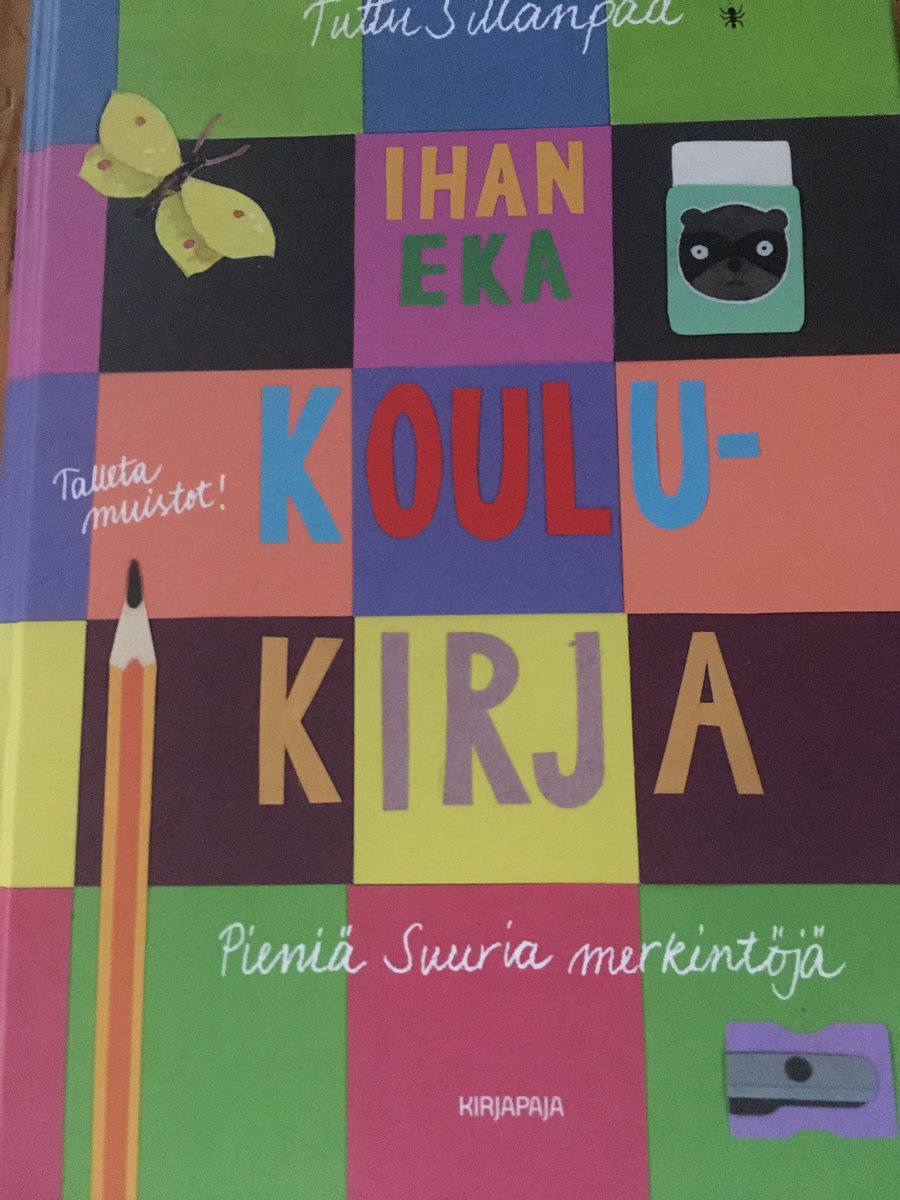 Tuttu Sillanpää
IHAN
EKA
KOULU-
Talleta
muistot!
KIRJA
Pieniä Suuria merkintöjä
KIRJAPAJA